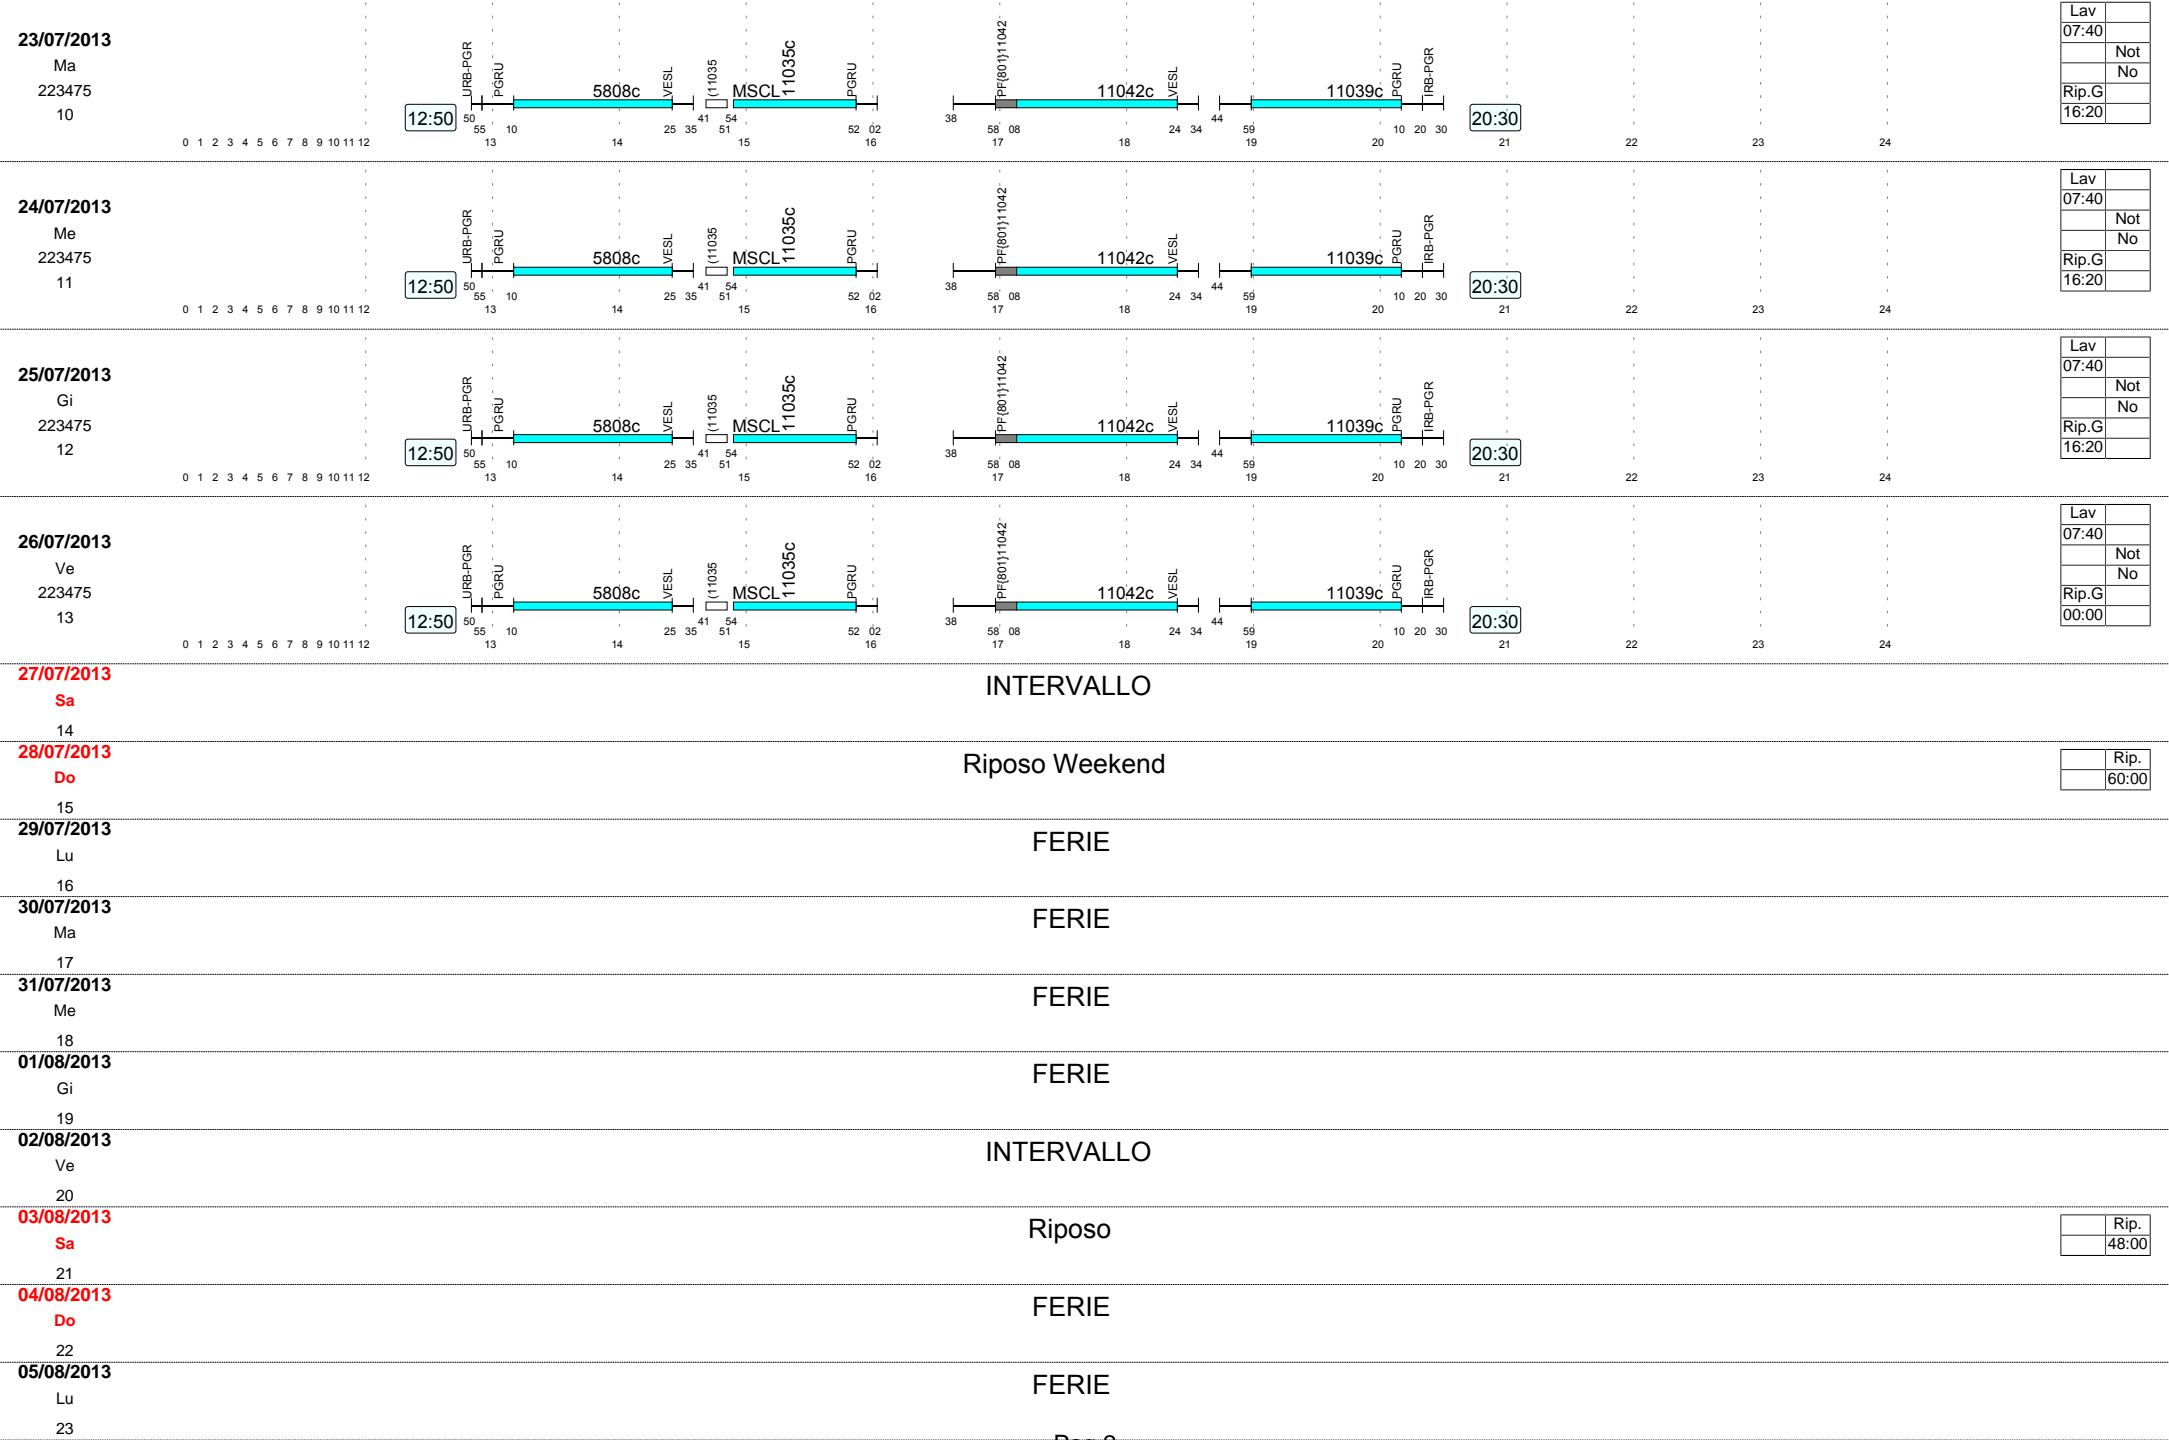 23/07/2013
Ma
223475
10
12:50
URB-PGR PGRU 5808c VESL (11035 MSCL 11035c PGRU PF{801}11042 11042c VESL 11039c PGRU IRB-PGR
20:30
50 55 10 25 35 41 51 54 52 02 38 58 08 24 34 44 59 10 20 30
0 1 2 3 4 5 6 7 8 9 10 11 12 13 14 15 16 17 18 19 20 21 22 23 24
Lav
07:40
Not
No
Rip.G
16:20
24/07/2013
Me
223475
11
12:50
URB-PGR PGRU 5808c VESL (11035 MSCL 11035c PGRU PF{801}11042 11042c VESL 11039c PGRU IRB-PGR
20:30
50 55 10 25 35 41 51 54 52 02 38 58 08 24 34 44 59 10 20 30
0 1 2 3 4 5 6 7 8 9 10 11 12 13 14 15 16 17 18 19 20 21 22 23 24
Lav
07:40
Not
No
Rip.G
16:20
25/07/2013
Gi
223475
12
12:50
URB-PGR PGRU 5808c VESL (11035 MSCL 11035c PGRU PF{801}11042 11042c VESL 11039c PGRU IRB-PGR
20:30
50 55 10 25 35 41 51 54 52 02 38 58 08 24 34 44 59 10 20 30
0 1 2 3 4 5 6 7 8 9 10 11 12 13 14 15 16 17 18 19 20 21 22 23 24
Lav
07:40
Not
No
Rip.G
16:20
26/07/2013
Ve
223475
13
12:50
URB-PGR PGRU 5808c VESL (11035 MSCL 11035c PGRU PF{801}11042 11042c VESL 11039c PGRU IRB-PGR
20:30
50 55 10 25 35 41 51 54 52 02 38 58 08 24 34 44 59 10 20 30
0 1 2 3 4 5 6 7 8 9 10 11 12 13 14 15 16 17 18 19 20 21 22 23 24
Lav
07:40
Not
No
Rip.G
00:00
27/07/2013
Sa
14
INTERVALLO
28/07/2013
Do
15
Riposo Weekend
Rip.
60:00
29/07/2013
Lu
16
FERIE
30/07/2013
Ma
17
FERIE
31/07/2013
Me
18
FERIE
01/08/2013
Gi
19
FERIE
02/08/2013
Ve
20
INTERVALLO
03/08/2013
Sa
21
Riposo
Rip.
48:00
04/08/2013
Do
22
FERIE
05/08/2013
Lu
23
FERIE